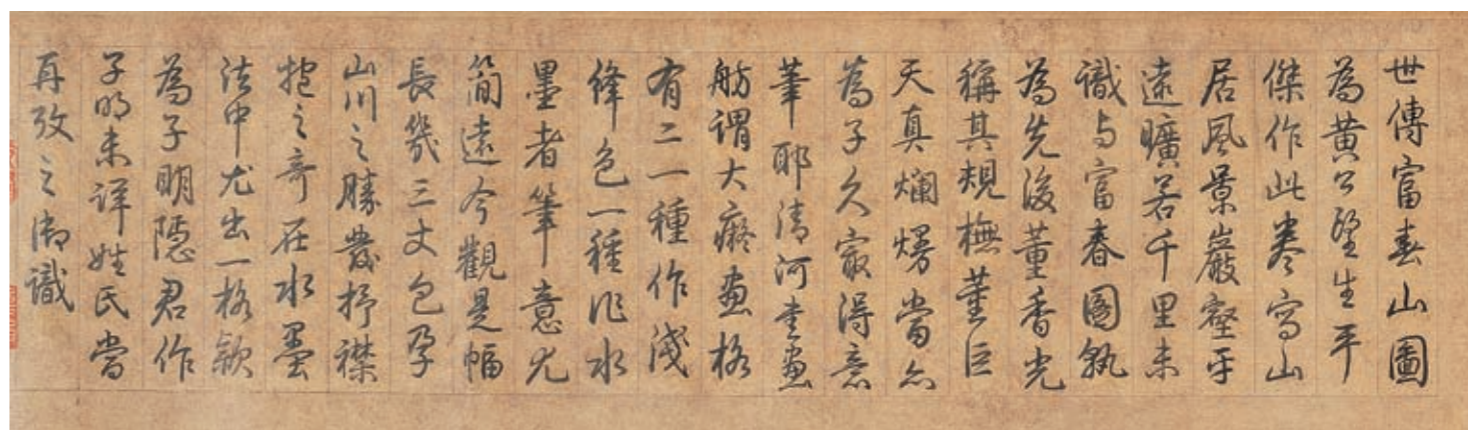 世傳富春山圖
為黃公望生平
傑作此卷寫山
居風景巖壑平
遠曠若千里未
識与富春圖孰
為先後董香光
稱其規橅董巨
天真爛熳當亦
為子久㝡得意
筆耶清河書畫
舫謂大癡畫格
有二一種作淺
絳色一種作水
墨者筆意尤
簡遠今觀是幅
長幾三丈包孕
山川之勝發抒襟
抱之奇在水墨
法中尤出一格款
為子明隱君作
子明未詳姓氏當
再攷之御識